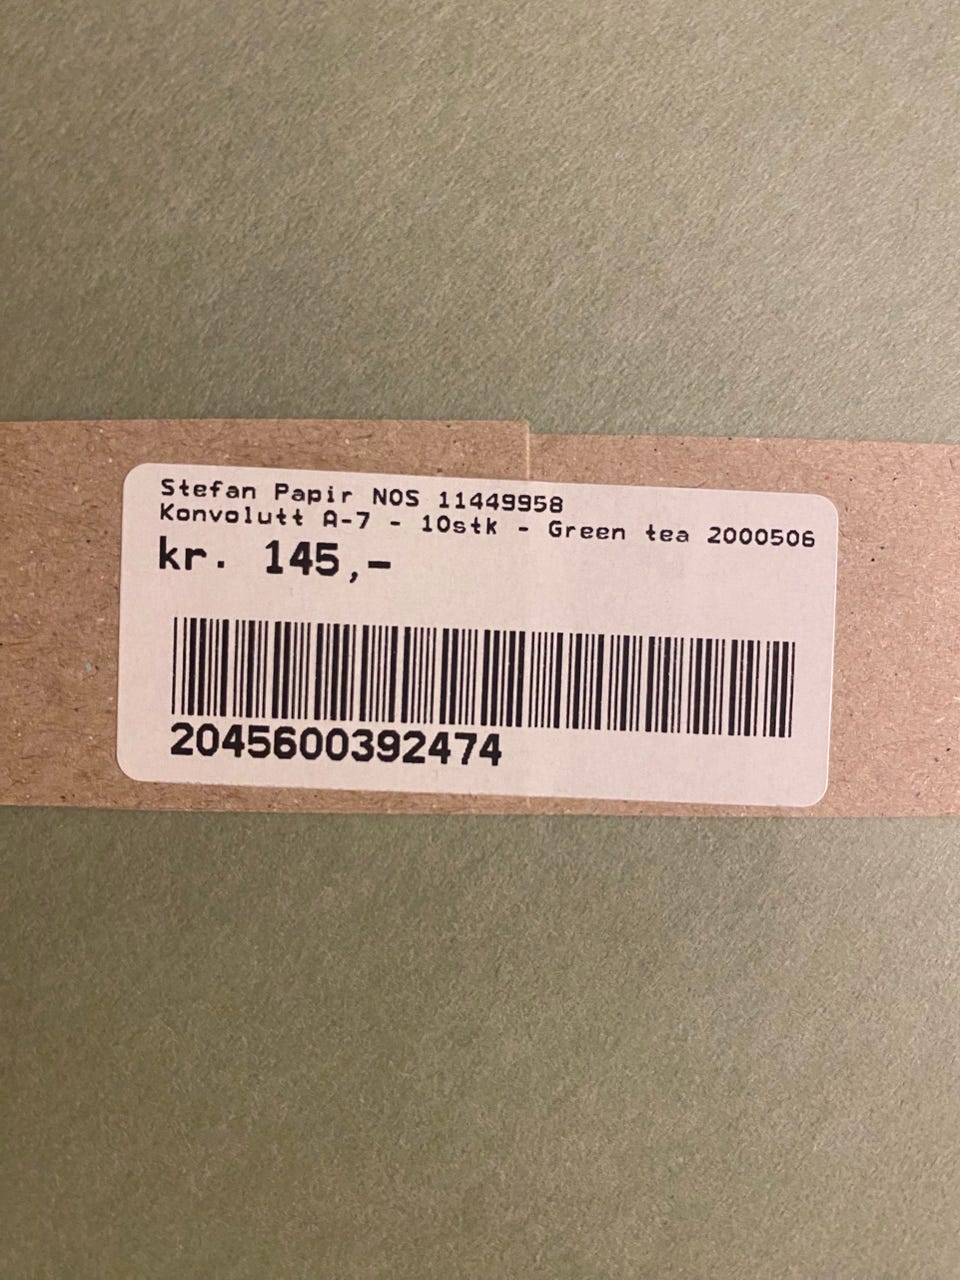 Stefan Papir NOS 11449958
Konvolutt A-7 - 10stk - Green tea 2000506
kr. 145,-
2045600392474